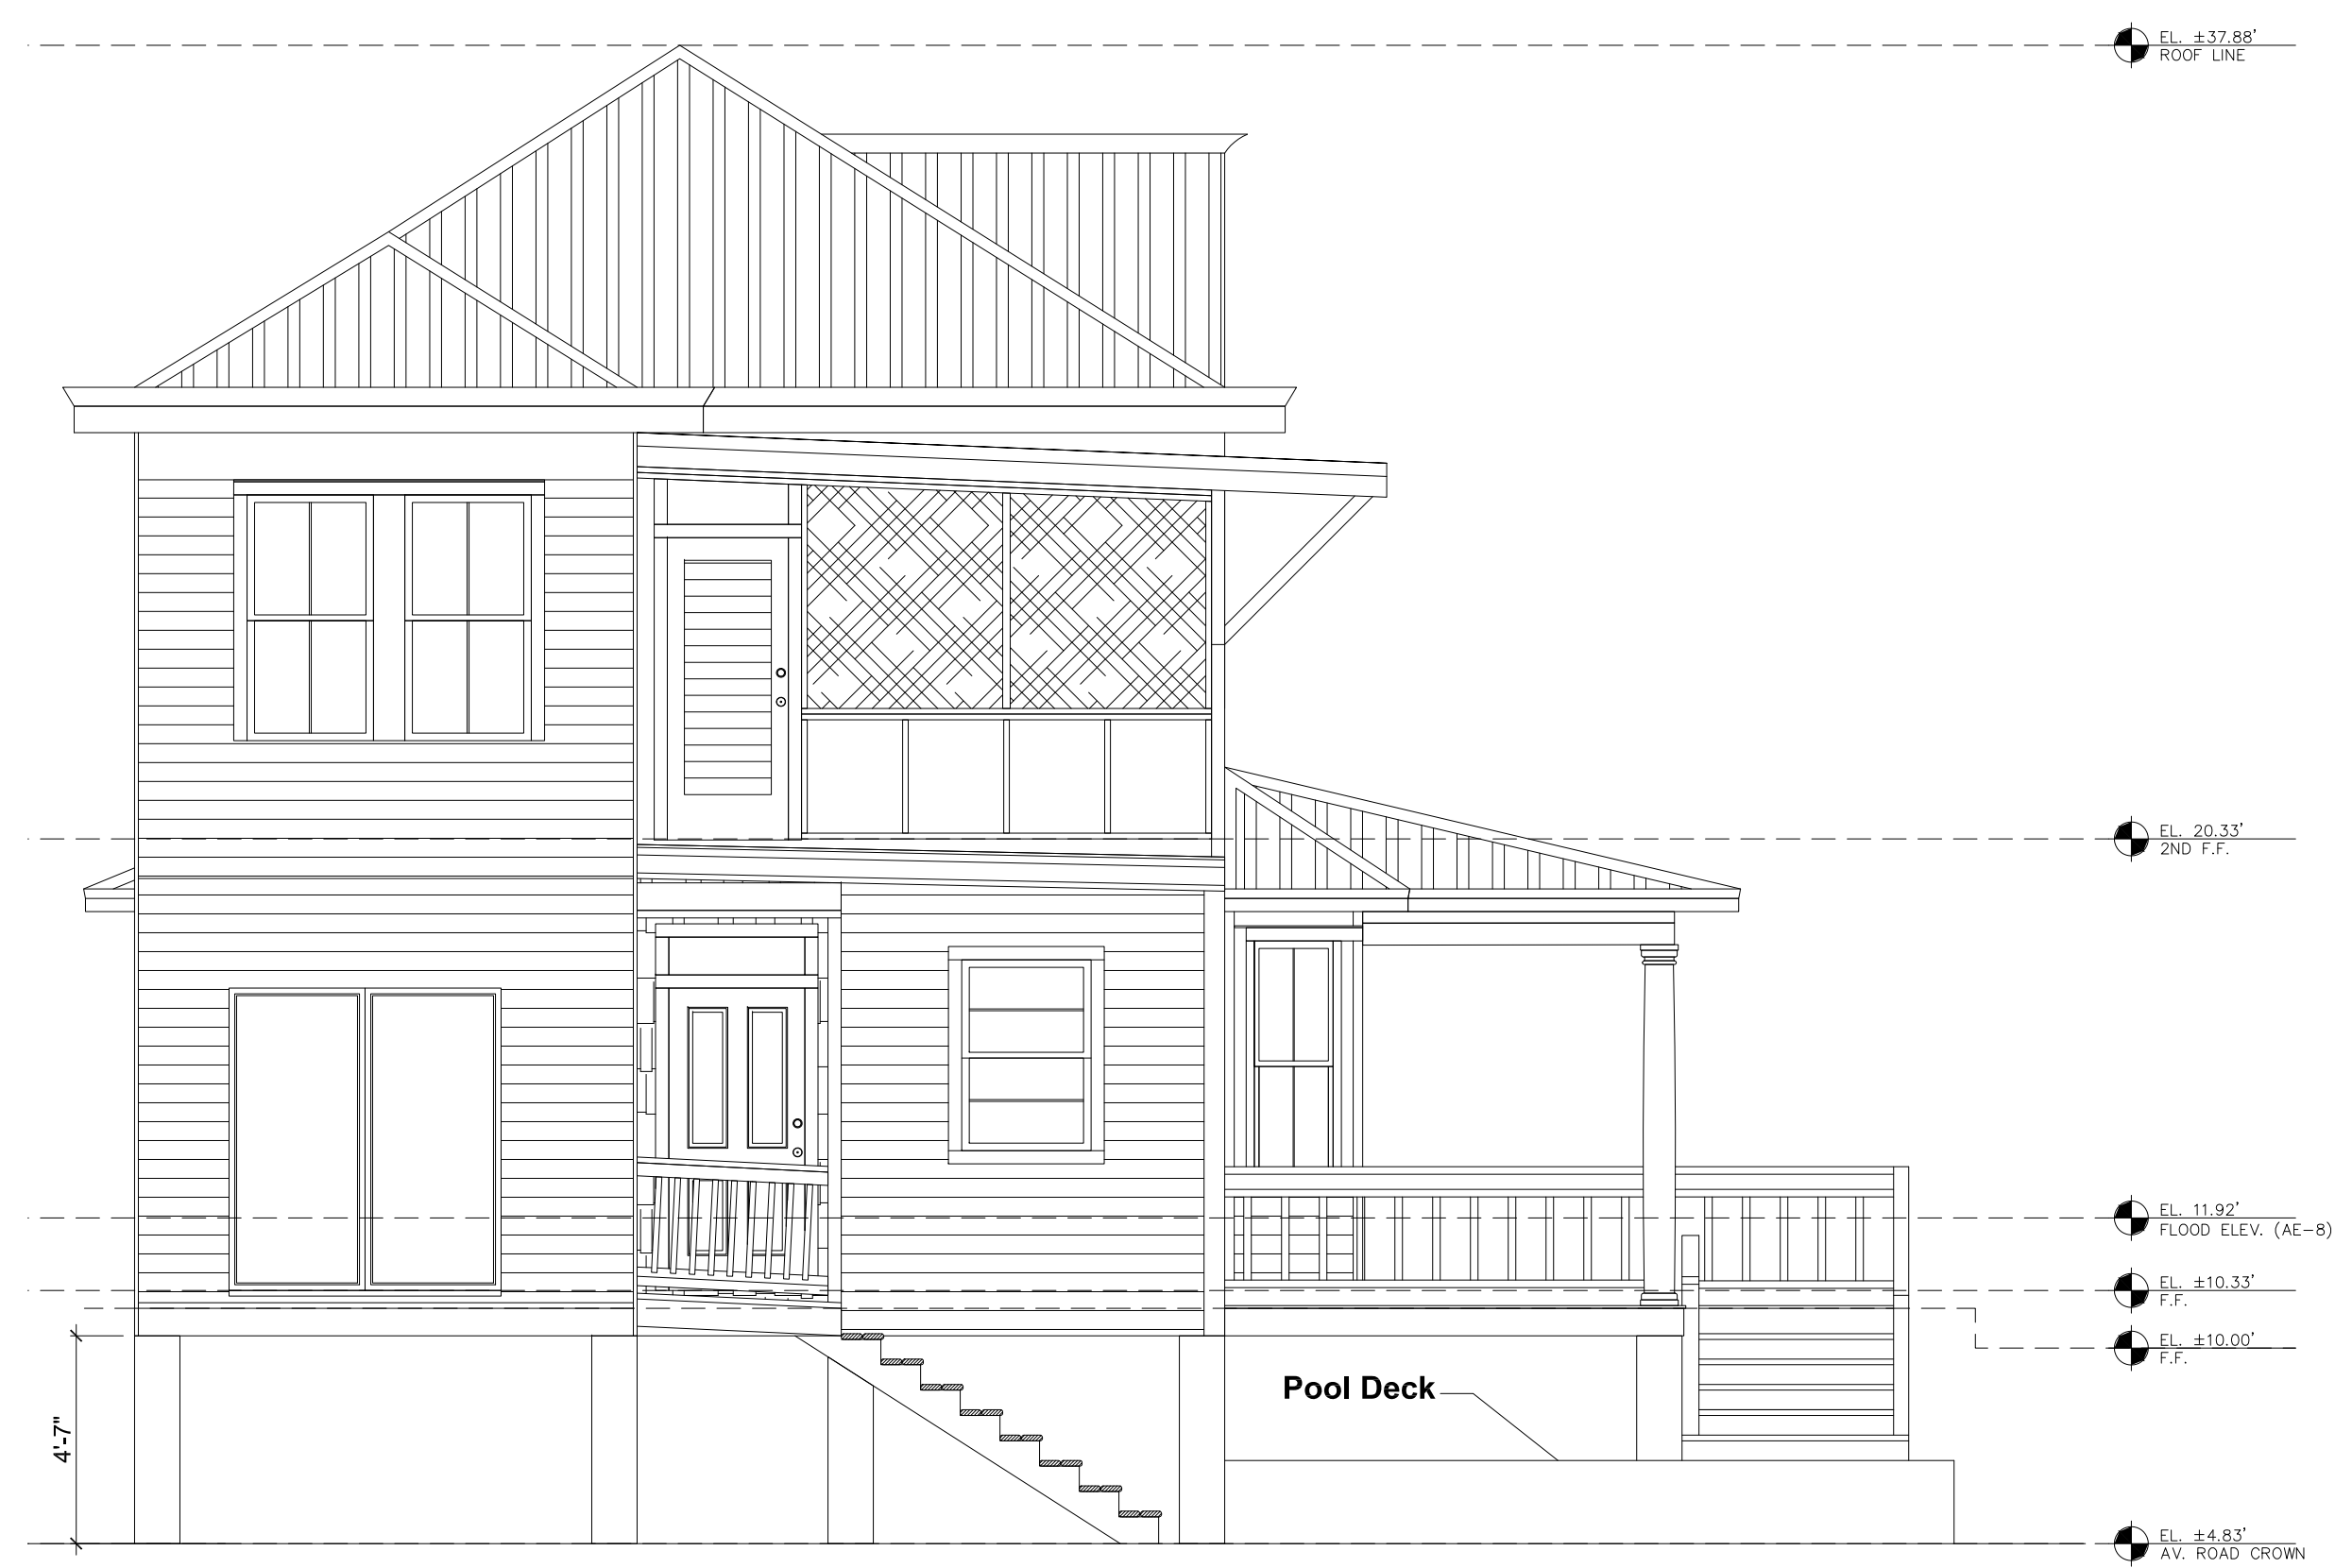 EL. ±37.88'
ROOF LINE
EL. 20.33'
2ND F.F.
EL. 11.92'
FLOOD ELEV. (AE-8)
EL. ±10.33'
F.F.
EL. ±10.00'
F.F.
Pool Deck
4'-7"
EL. ±4.83'
AV. ROAD CROWN